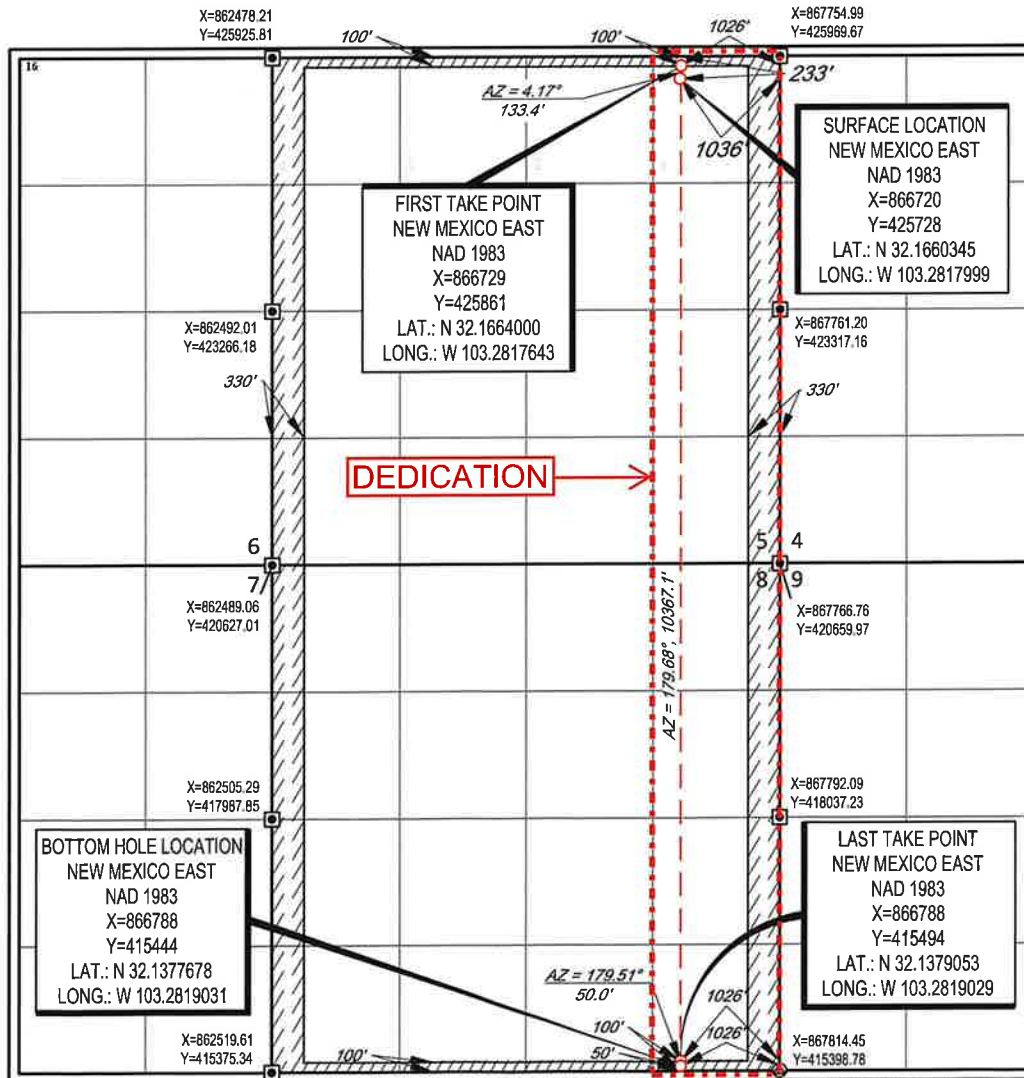 X=862478.21
Y=425925.81
X=867754.99
Y=425969.67
100'
100'
1026'
16
AZ = 4.17°
133.4'
233'
1036'
SURFACE LOCATION
NEW MEXICO EAST
NAD 1983
X=866720
Y=425728
LAT.: N 32.1660345
LONG.: W 103.2817999
FIRST TAKE POINT
NEW MEXICO EAST
NAD 1983
X=866729
Y=425861
LAT.: N 32.1664000
LONG.: W 103.2817643
X=862492.01
Y=423266.18
X=867761.20
Y=423317.16
330'
330'
DEDICATION
6
5 4
7
8 9
X=862489.06
Y=420627.01
X=867766.76
Y=420659.97
AZ = 179.68°, 10367.1'
X=862505.29
Y=417987.85
X=867792.09
Y=418037.23
BOTTOM HOLE LOCATION
NEW MEXICO EAST
NAD 1983
X=866788
Y=415444
LAT.: N 32.1377678
LONG.: W 103.2819031
LAST TAKE POINT
NEW MEXICO EAST
NAD 1983
X=866788
Y=415494
LAT.: N 32.1379053
LONG.: W 103.2819029
AZ = 179.51°
50.0'
1026'
100'
1026'
50'
100'
X=862519.61
Y=415375.34
X=867814.45
Y=415398.78